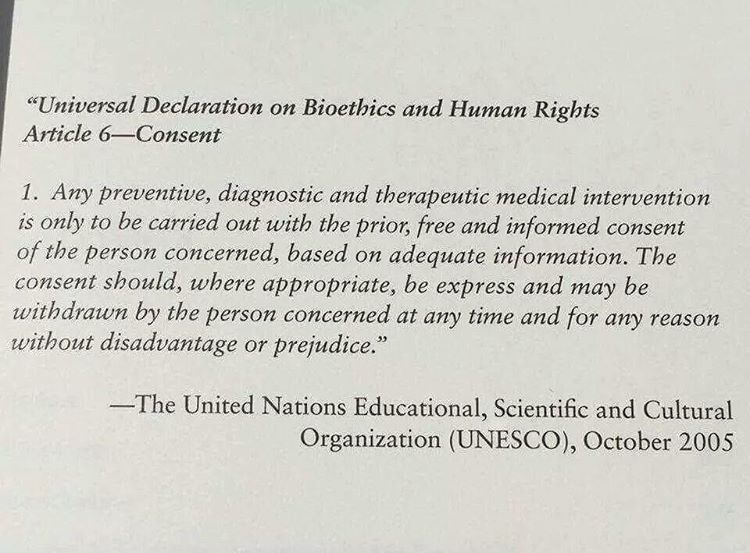 “Universal Declaration on Bioethics and Human Rights
Article 6—Consent
1. Any preventive, diagnostic and therapeutic medical intervention
is only to be carried out with the prior, free and informed consent
of the person concerned, based on adequate information. The
consent should, where appropriate, be express and may be
withdrawn by the person concerned at any time and for any reason
without disadvantage or prejudice.”
—The United Nations Educational, Scientific and Cultural
Organization (UNESCO), October 2005